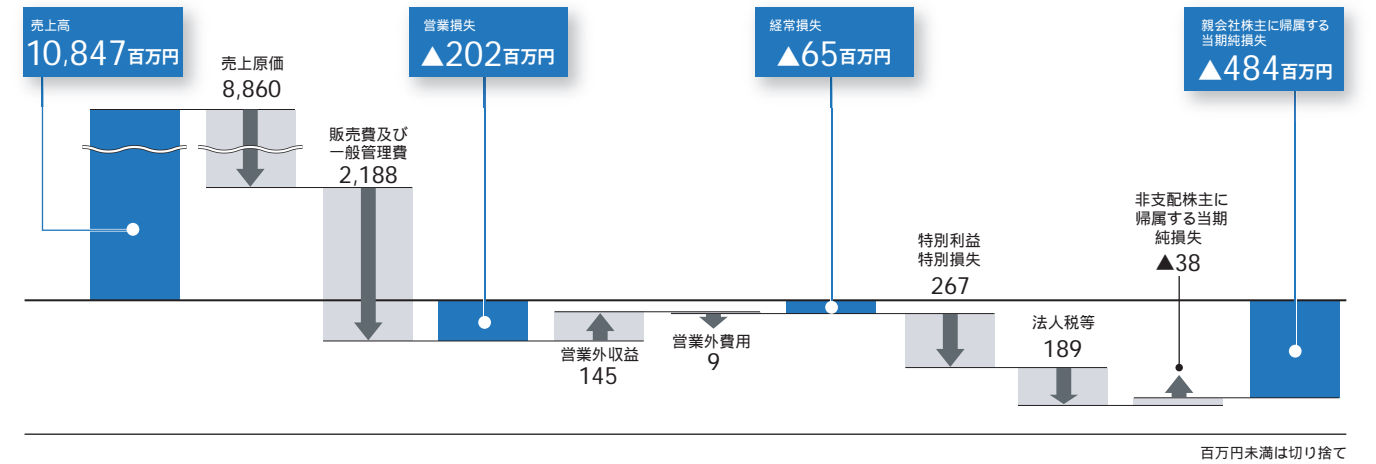 売上高
10,847百万円
売上原価
8,860
販売費及び
一般管理費
2,188
営業損失
▲202百万円
営業外収益
145
営業外費用
9
経常損失
▲65百万円
特別利益
特別損失
267
法人税等
189
非支配株主に
帰属する当期
純損失
▲38
親会社株主に帰属する
当期純損失
▲484百万円
百万円未満は切り捨て